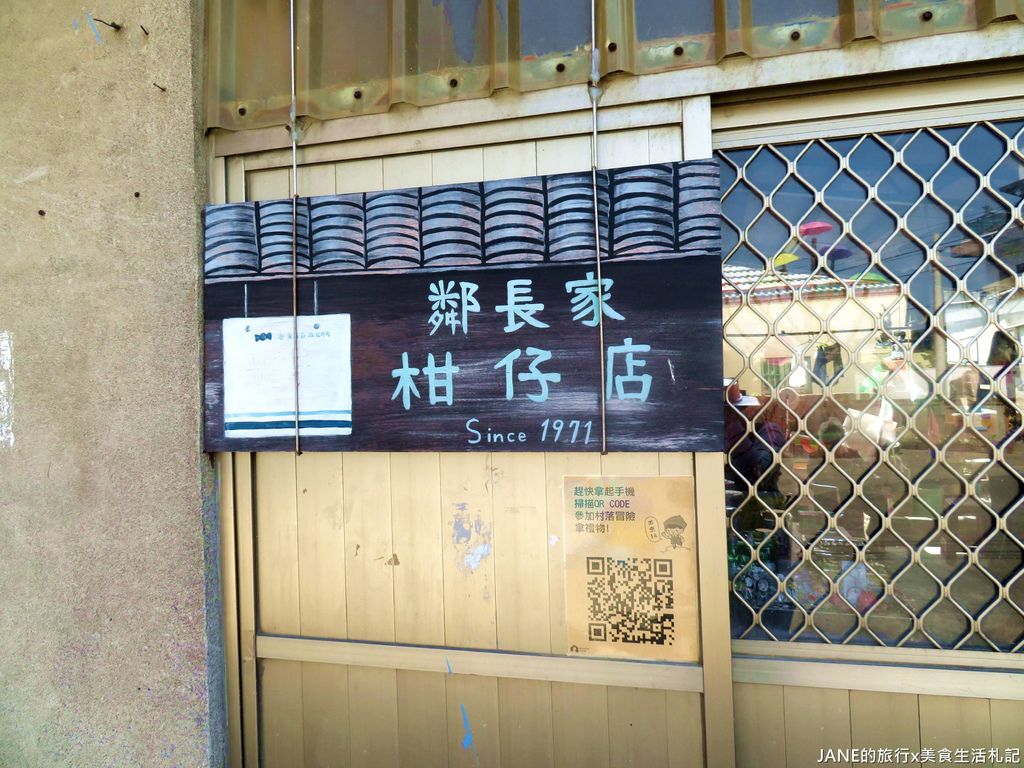 鄰長家
柑仔店
Since 1971
趕快拿起手機
掃描QR CODE
參加村落冒險
拿禮物!
JANE的旅行x美食生活札記